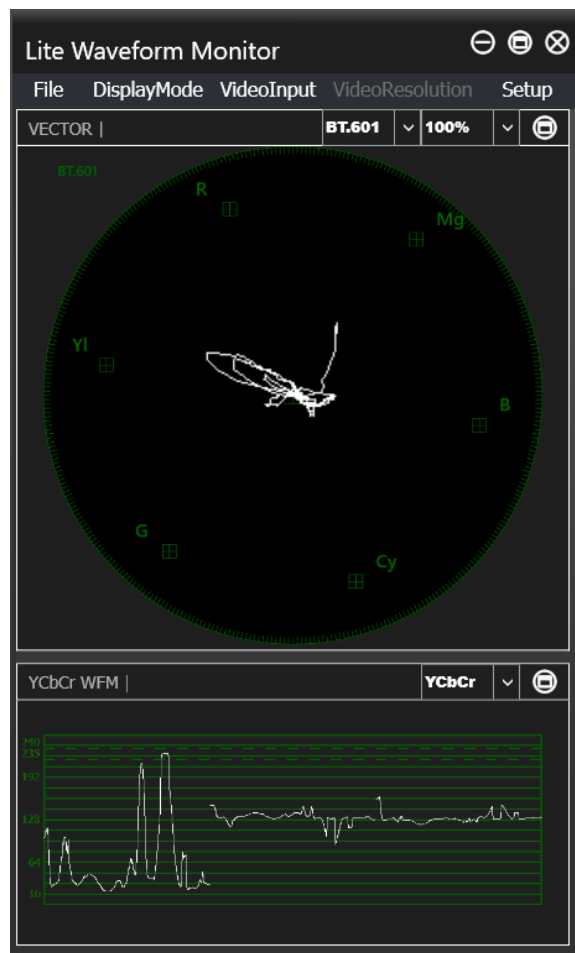 Lite Waveform Monitor
File DisplayMode VideoInput VideoResolution Setup
VECTOR | BT.601 100%
BT.601
R
Mg
Yl
B
G
Cy
YCbCr WFM | YCbCr
240
235
192
128
64
16